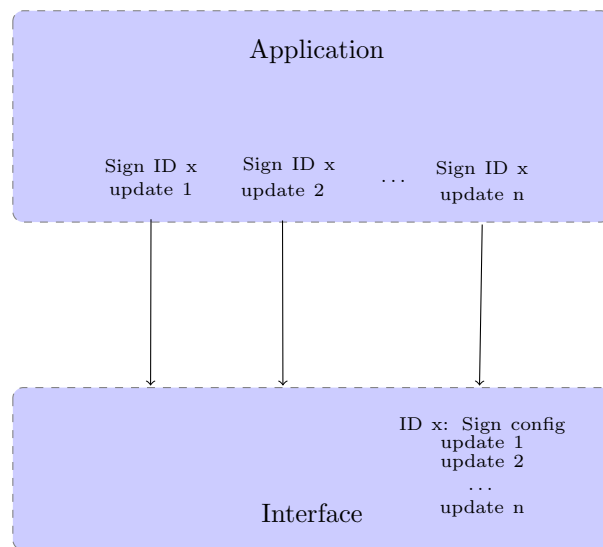 Application
Sign ID x
update 1
Sign ID x
update 2
...
Sign ID x
update n
ID x: Sign config
update 1
update 2
...
update n
Interface